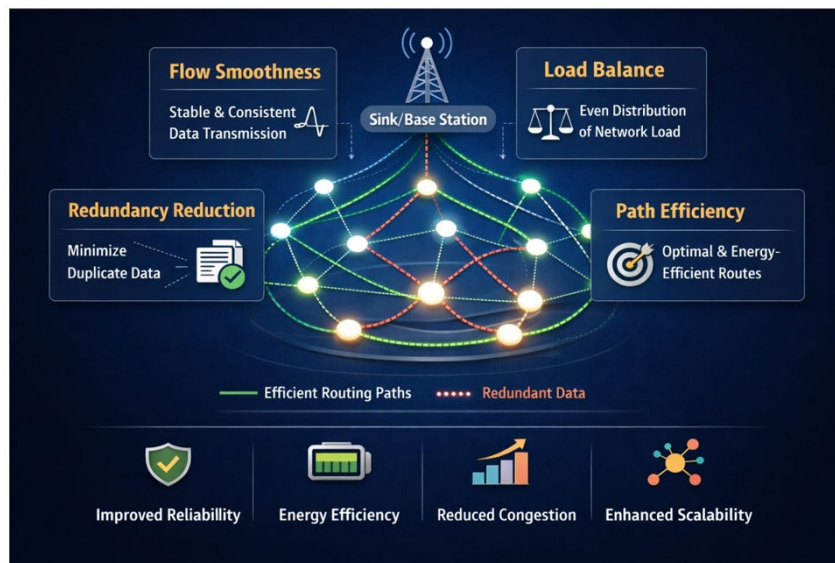 Flow Smoothness
Stable & Consistent
Data Transmission
Load Balance
Even Distribution
of Network Load
Sink/Base Station
Redundancy Reduction
Minimize
Duplicate Data
Path Efficiency
Optimal & Energy-
Efficient Routes
Efficient Routing Paths
Redundant Data
Improved Reliabillity
Energy Efficiency
Reduced Congestion
Enhanced Scalability